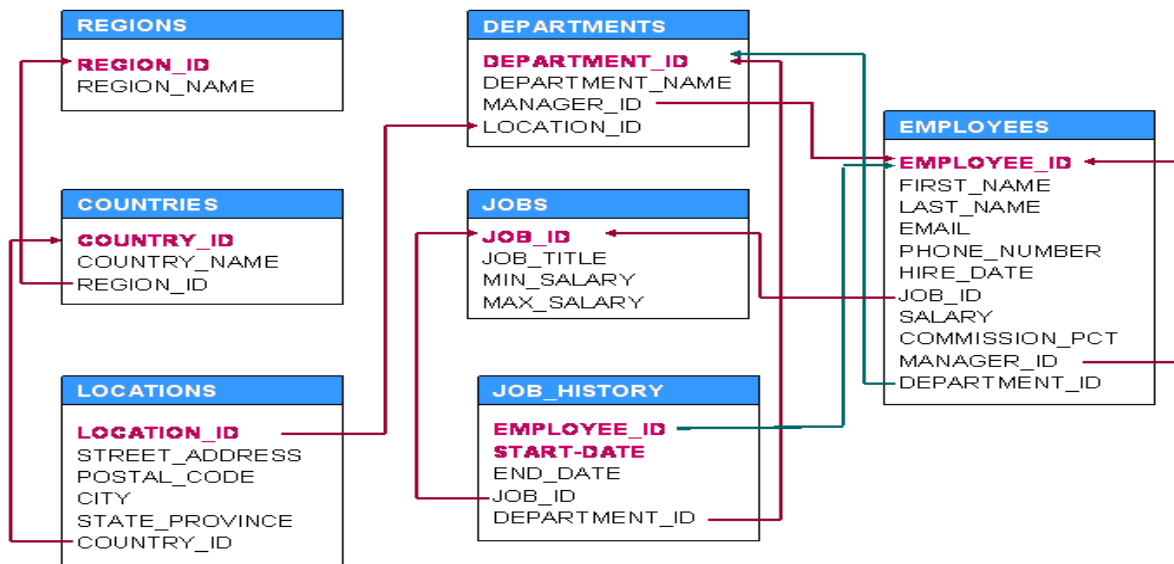 REGIONS
REGION_ID
REGION_NAME
COUNTRIES
COUNTRY_ID
COUNTRY_NAME
REGION_ID
LOCATIONS
LOCATION_ID
STREET_ADDRESS
POSTAL_CODE
CITY
STATE_PROVINCE
COUNTRY_ID
DEPARTMENTS
DEPARTMENT_ID
DEPARTMENT_NAME
MANAGER_ID
LOCATION_ID
JOBS
JOB_ID
JOB_TITLE
MIN_SALARY
MAX_SALARY
JOB_HISTORY
EMPLOYEE_ID
START-DATE
END_DATE
JOB_ID
DEPARTMENT_ID
EMPLOYEES
EMPLOYEE_ID
FIRST_NAME
LAST_NAME
EMAIL
PHONE_NUMBER
HIRE_DATE
JOB_ID
SALARY
COMMISSION_PCT
MANAGER_ID
DEPARTMENT_ID